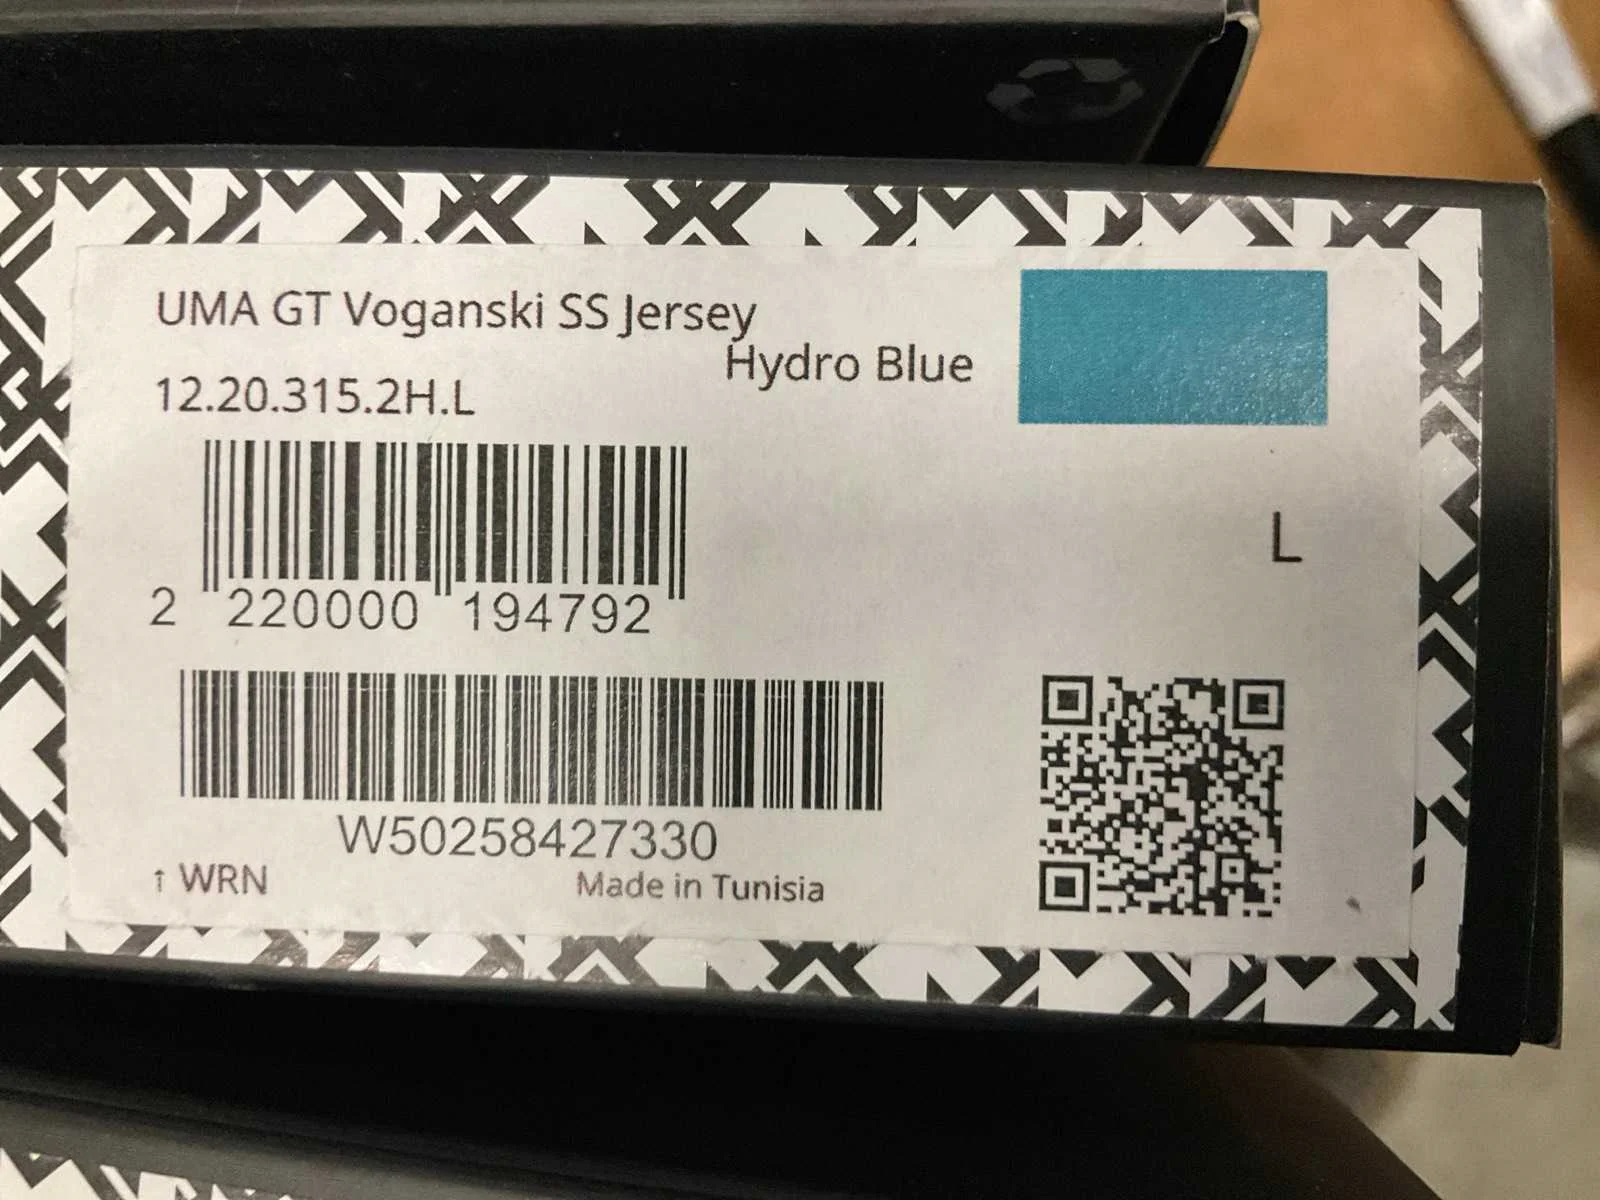 UMA GT Voganski SS Jersey
Hydro Blue
12.20.315.2H.L
L
2 220000 194792
W50258427330
↑ WRN
Made in Tunisia